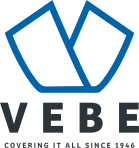 VEBE
COVERING IT ALL SINCE 1946